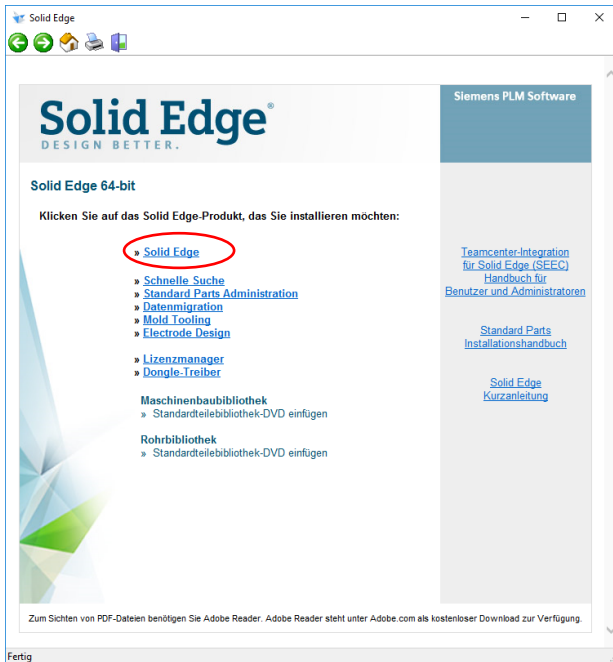 Solid Edge
Siemens PLM Software
Solid Edge®
DESIGN BETTER.
Solid Edge 64-bit
Klicken Sie auf das Solid Edge-Produkt, das Sie installieren möchten:
» Solid Edge
» Schnelle Suche
» Standard Parts Administration
» Datenmigration
» Mold Tooling
» Electrode Design
» Lizenzmanager
» Dongle-Treiber
Maschinenbaubibliothek
» Standardteilebibliothek-DVD einfügen
Rohrbibliothek
» Standardteilebibliothek-DVD einfügen
Teamcenter-Integration
für Solid Edge (SEEC)
Handbuch für
Benutzer und Administratoren
Standard Parts
Installationshandbuch
Solid Edge
Kurzanleitung
Zum Sichten von PDF-Dateien benötigen Sie Adobe Reader. Adobe Reader steht unter Adobe.com als kostenloser Download zur Verfügung.
Fertig